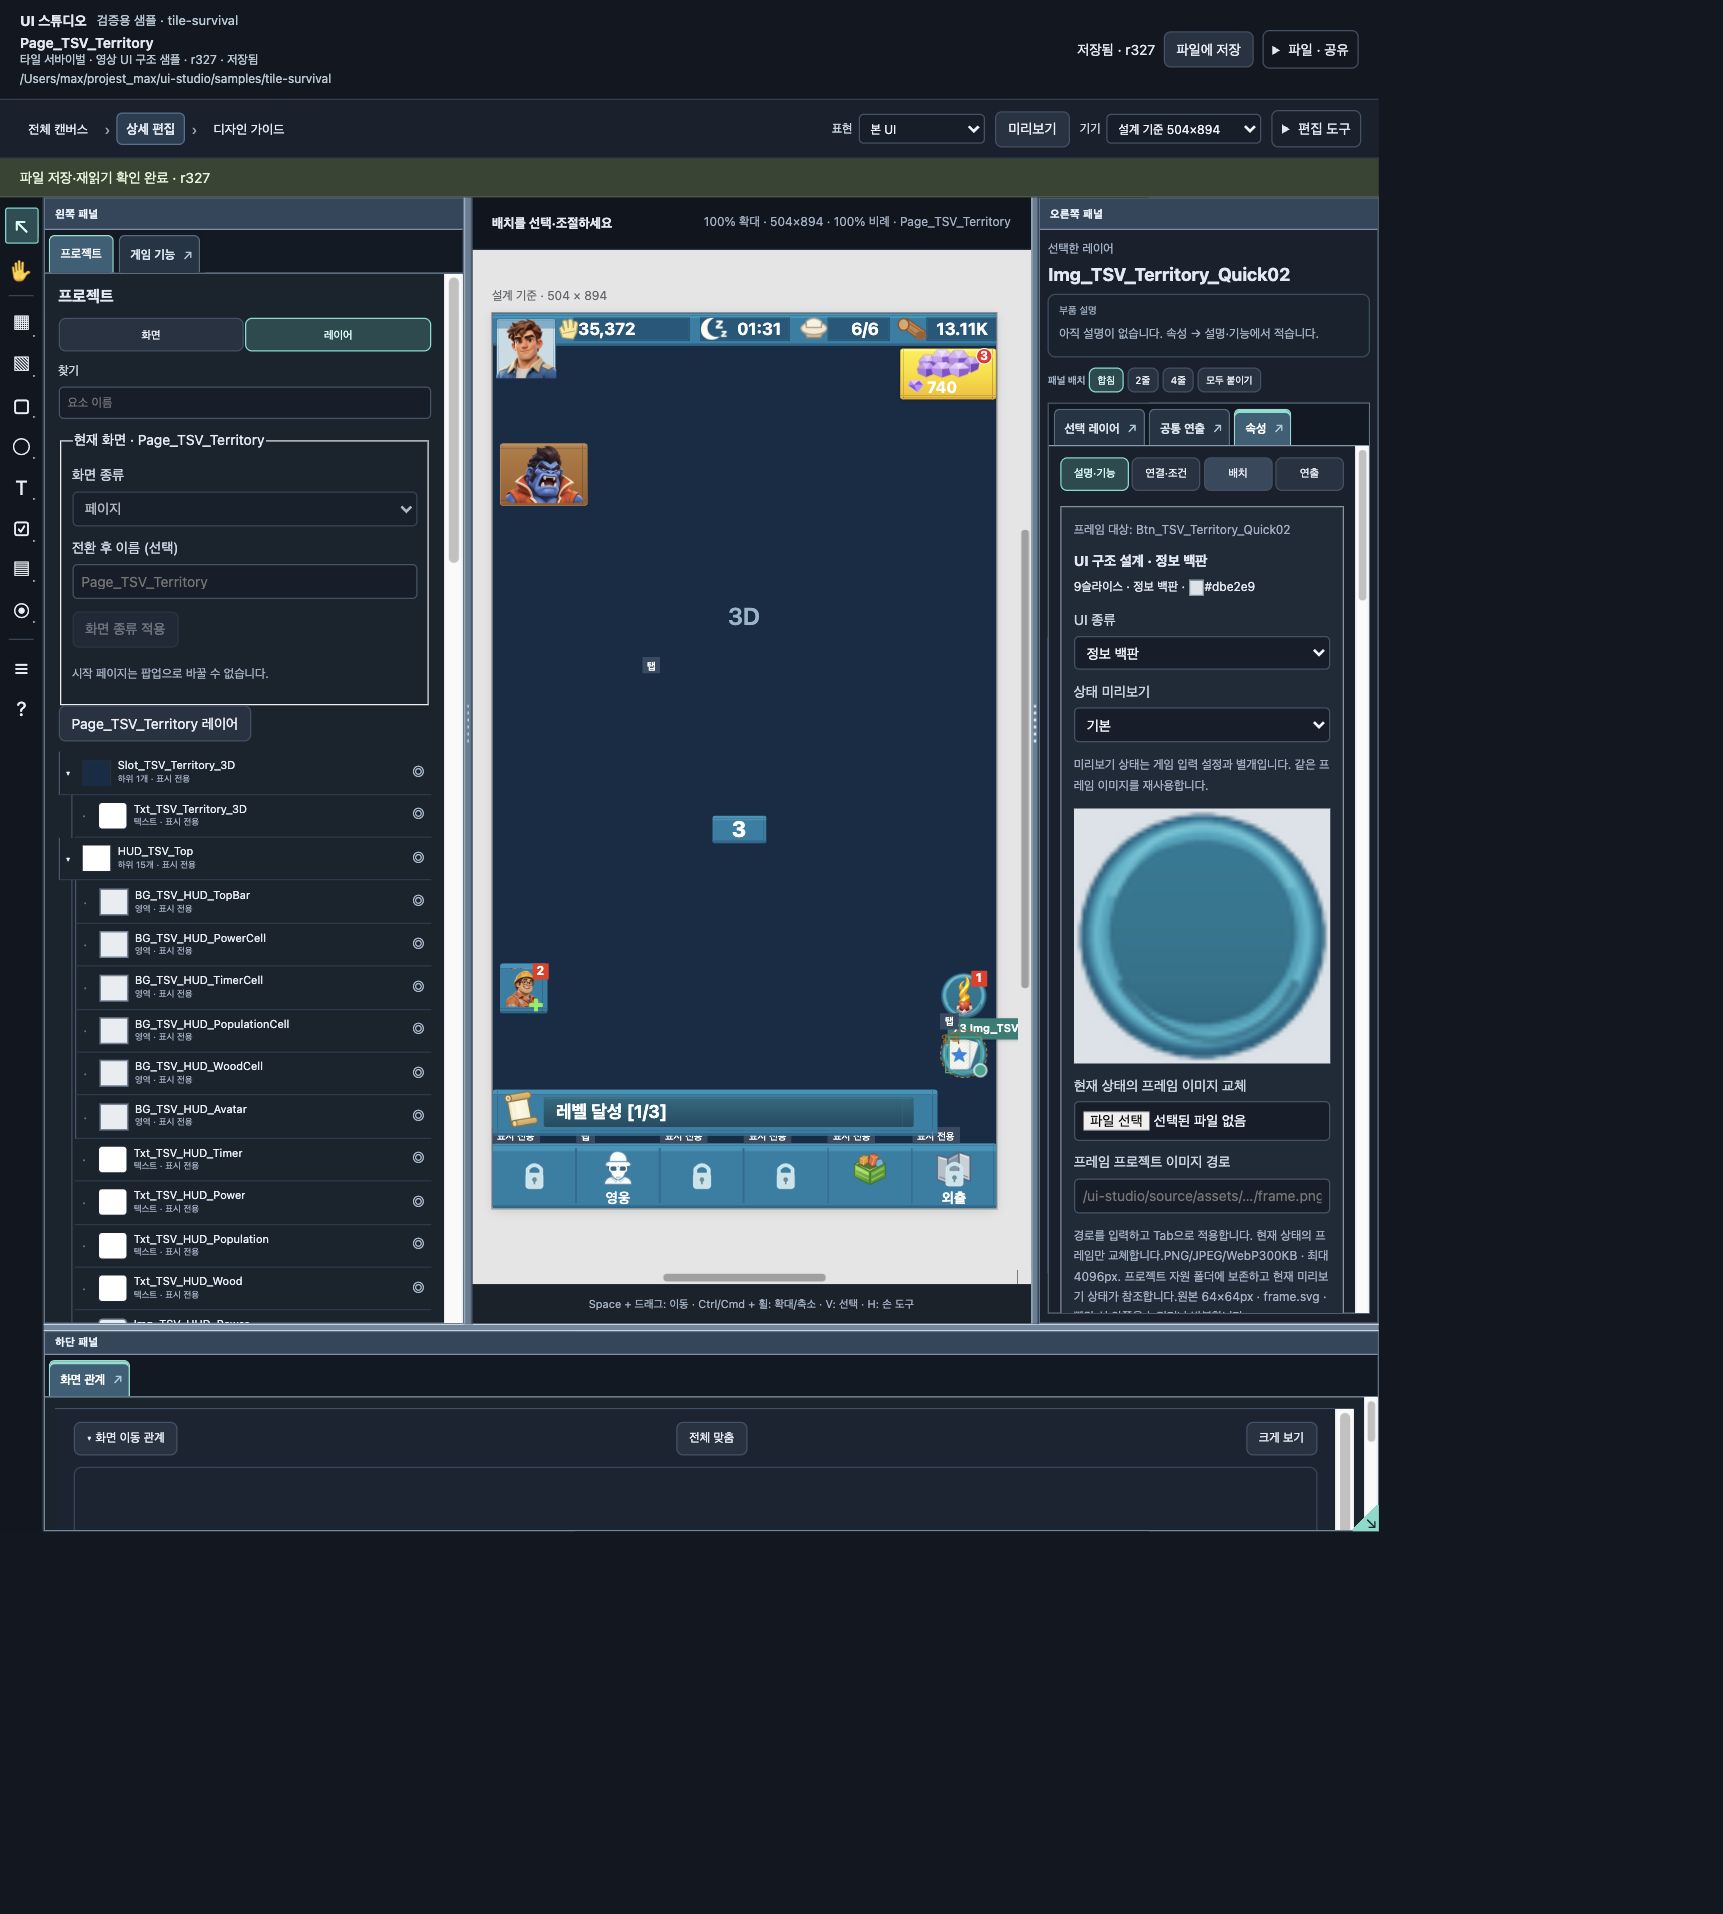 UI 스튜디오 검증용 샘플 · tile-survival
Page_TSV_Territory
타일 서바이벌 · 영상 UI 구조 샘플 · r327 · 저장됨
/Users/max/projest_max/ui-studio/samples/tile-survival
저장됨 · r327
파일에 저장
▶ 파일 · 공유
전체 캔버스 › 상세 편집 › 디자인 가이드
표현 본 UI 미리보기 기기 설계 기준 504×894 ▶ 편집 도구
파일 저장·재읽기 확인 완료 · r327
왼쪽 패널
프로젝트
게임 기능 ↗
프로젝트
화면
레이어
찾기
요소 이름
현재 화면 · Page_TSV_Territory
화면 종류
페이지
전환 후 이름 (선택)
Page_TSV_Territory
화면 종류 적용
시작 페이지는 팝업으로 바꿀 수 없습니다.
Page_TSV_Territory 레이어
Slot_TSV_Territory_3D
하위 1개 · 표시 전용
Txt_TSV_Territory_3D
텍스트 · 표시 전용
HUD_TSV_Top
하위 15개 · 표시 전용
BG_TSV_HUD_TopBar
영역 · 표시 전용
BG_TSV_HUD_PowerCell
영역 · 표시 전용
BG_TSV_HUD_TimerCell
영역 · 표시 전용
BG_TSV_HUD_PopulationCell
영역 · 표시 전용
BG_TSV_HUD_WoodCell
영역 · 표시 전용
BG_TSV_HUD_Avatar
영역 · 표시 전용
Txt_TSV_HUD_Timer
텍스트 · 표시 전용
Txt_TSV_HUD_Power
텍스트 · 표시 전용
Txt_TSV_HUD_Population
텍스트 · 표시 전용
Txt_TSV_HUD_Wood
텍스트 · 표시 전용
배치를 선택·조절하세요
100% 확대 · 504×894 · 100% 비례 · Page_TSV_Territory
설계 기준 · 504 × 894
35,372
01:31
6/6
13.11K
3
740
3D
탭
3
2
1
탭
3 Img_TSV
레벨 달성 [1/3]
표시 전용
영웅
외출
Space + 드래그: 이동 · Ctrl/Cmd + 휠: 확대/축소 · V: 선택 · H: 손 도구
오른쪽 패널
선택한 레이어
Img_TSV_Territory_Quick02
부품 설명
아직 설명이 없습니다. 속성 → 설명·기능에서 적습니다.
패널 배치 합침 2줄 4줄 모두 붙이기
선택 레이어 ↗ 공통 연출 ↗ 속성 ↗
설명·기능 연결·조건 배치 연출
프레임 대상: Btn_TSV_Territory_Quick02
UI 구조 설계 · 정보 백판
9슬라이스 · 정보 백판 · #dbe2e9
UI 종류
정보 백판
상태 미리보기
기본
미리보기 상태는 게임 입력 설정과 별개입니다. 같은 프
레임 이미지를 재사용합니다.
현재 상태의 프레임 이미지 교체
파일 선택 선택된 파일 없음
프레임 프로젝트 이미지 경로
/ui-studio/source/assets/.../frame.png
경로를 입력하고 Tab으로 적용합니다. 현재 상태의 프
레임만 교체합니다.PNG/JPEG/WebP300KB · 최대
4096px. 프로젝트 자원 폴더에 보존하고 현재 미리보
기 상태가 참조합니다.원본 64×64px · frame.svg ·
하단 패널
화면 관계 ↗
▾ 화면 이동 관계
전체 맞춤
크게 보기